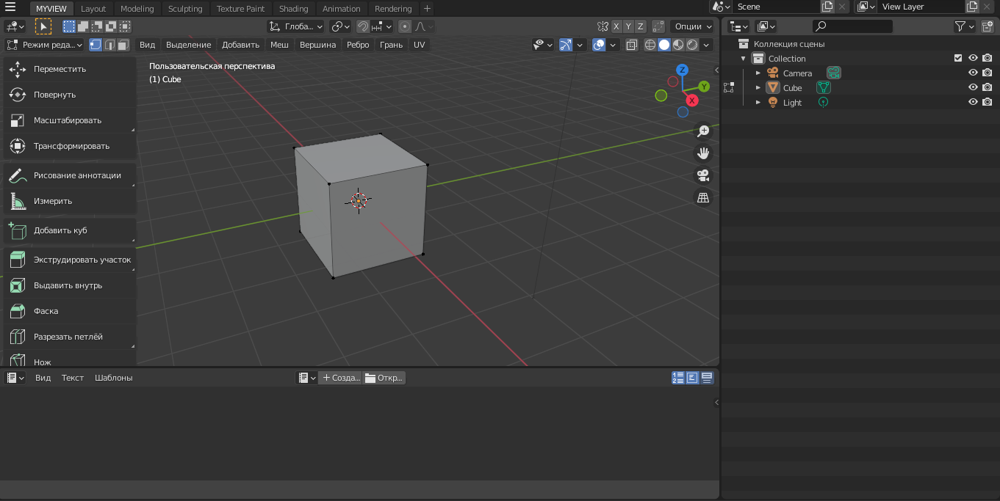 MYVIEW Layout Modeling Sculpting Texture Paint Shading Animation Rendering + Scene View Layer
Глоба... X Y Z Опции
Режим реда... Вид Выделение Добавить Меш Вершина Ребро Грань UV
Пользовательская перспектива
(1) Cube
Z
Y
X
Переместить
Повернуть
Масштабировать
Трансформировать
Рисование аннотации
Измерить
Добавить куб
Экструдировать участок
Выдавить внутрь
Фаска
Разрезать петлёй
Нож
Коллекция сцены
Collection
Camera
Cube
Light
Вид Текст Шаблоны + Созда... Откр...